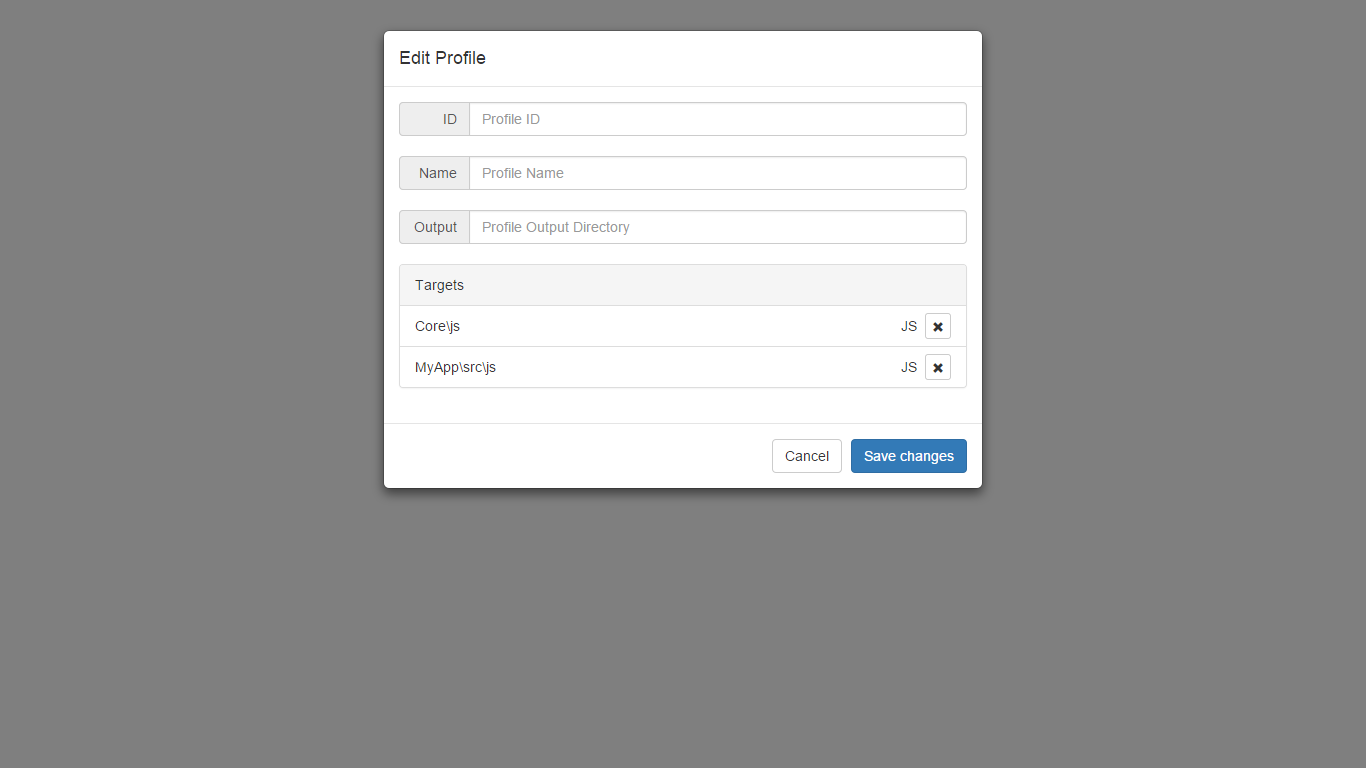 Edit Profile
ID Profile ID
Name Profile Name
Output Profile Output Directory
Targets
Core\js JS
MyApp\src\js JS
Cancel Save changes